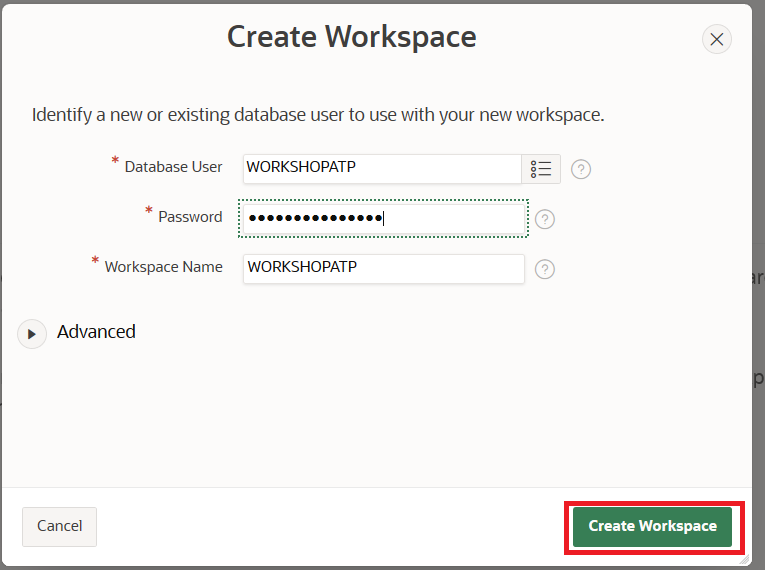 Create Workspace
Identify a new or existing database user to use with your new workspace.
* Database User WORKSHOPATP ?
* Password ●●●●●●●●●●●●●●● ?
* Workspace Name WORKSHOPATP ?
Advanced
Cancel Create Workspace